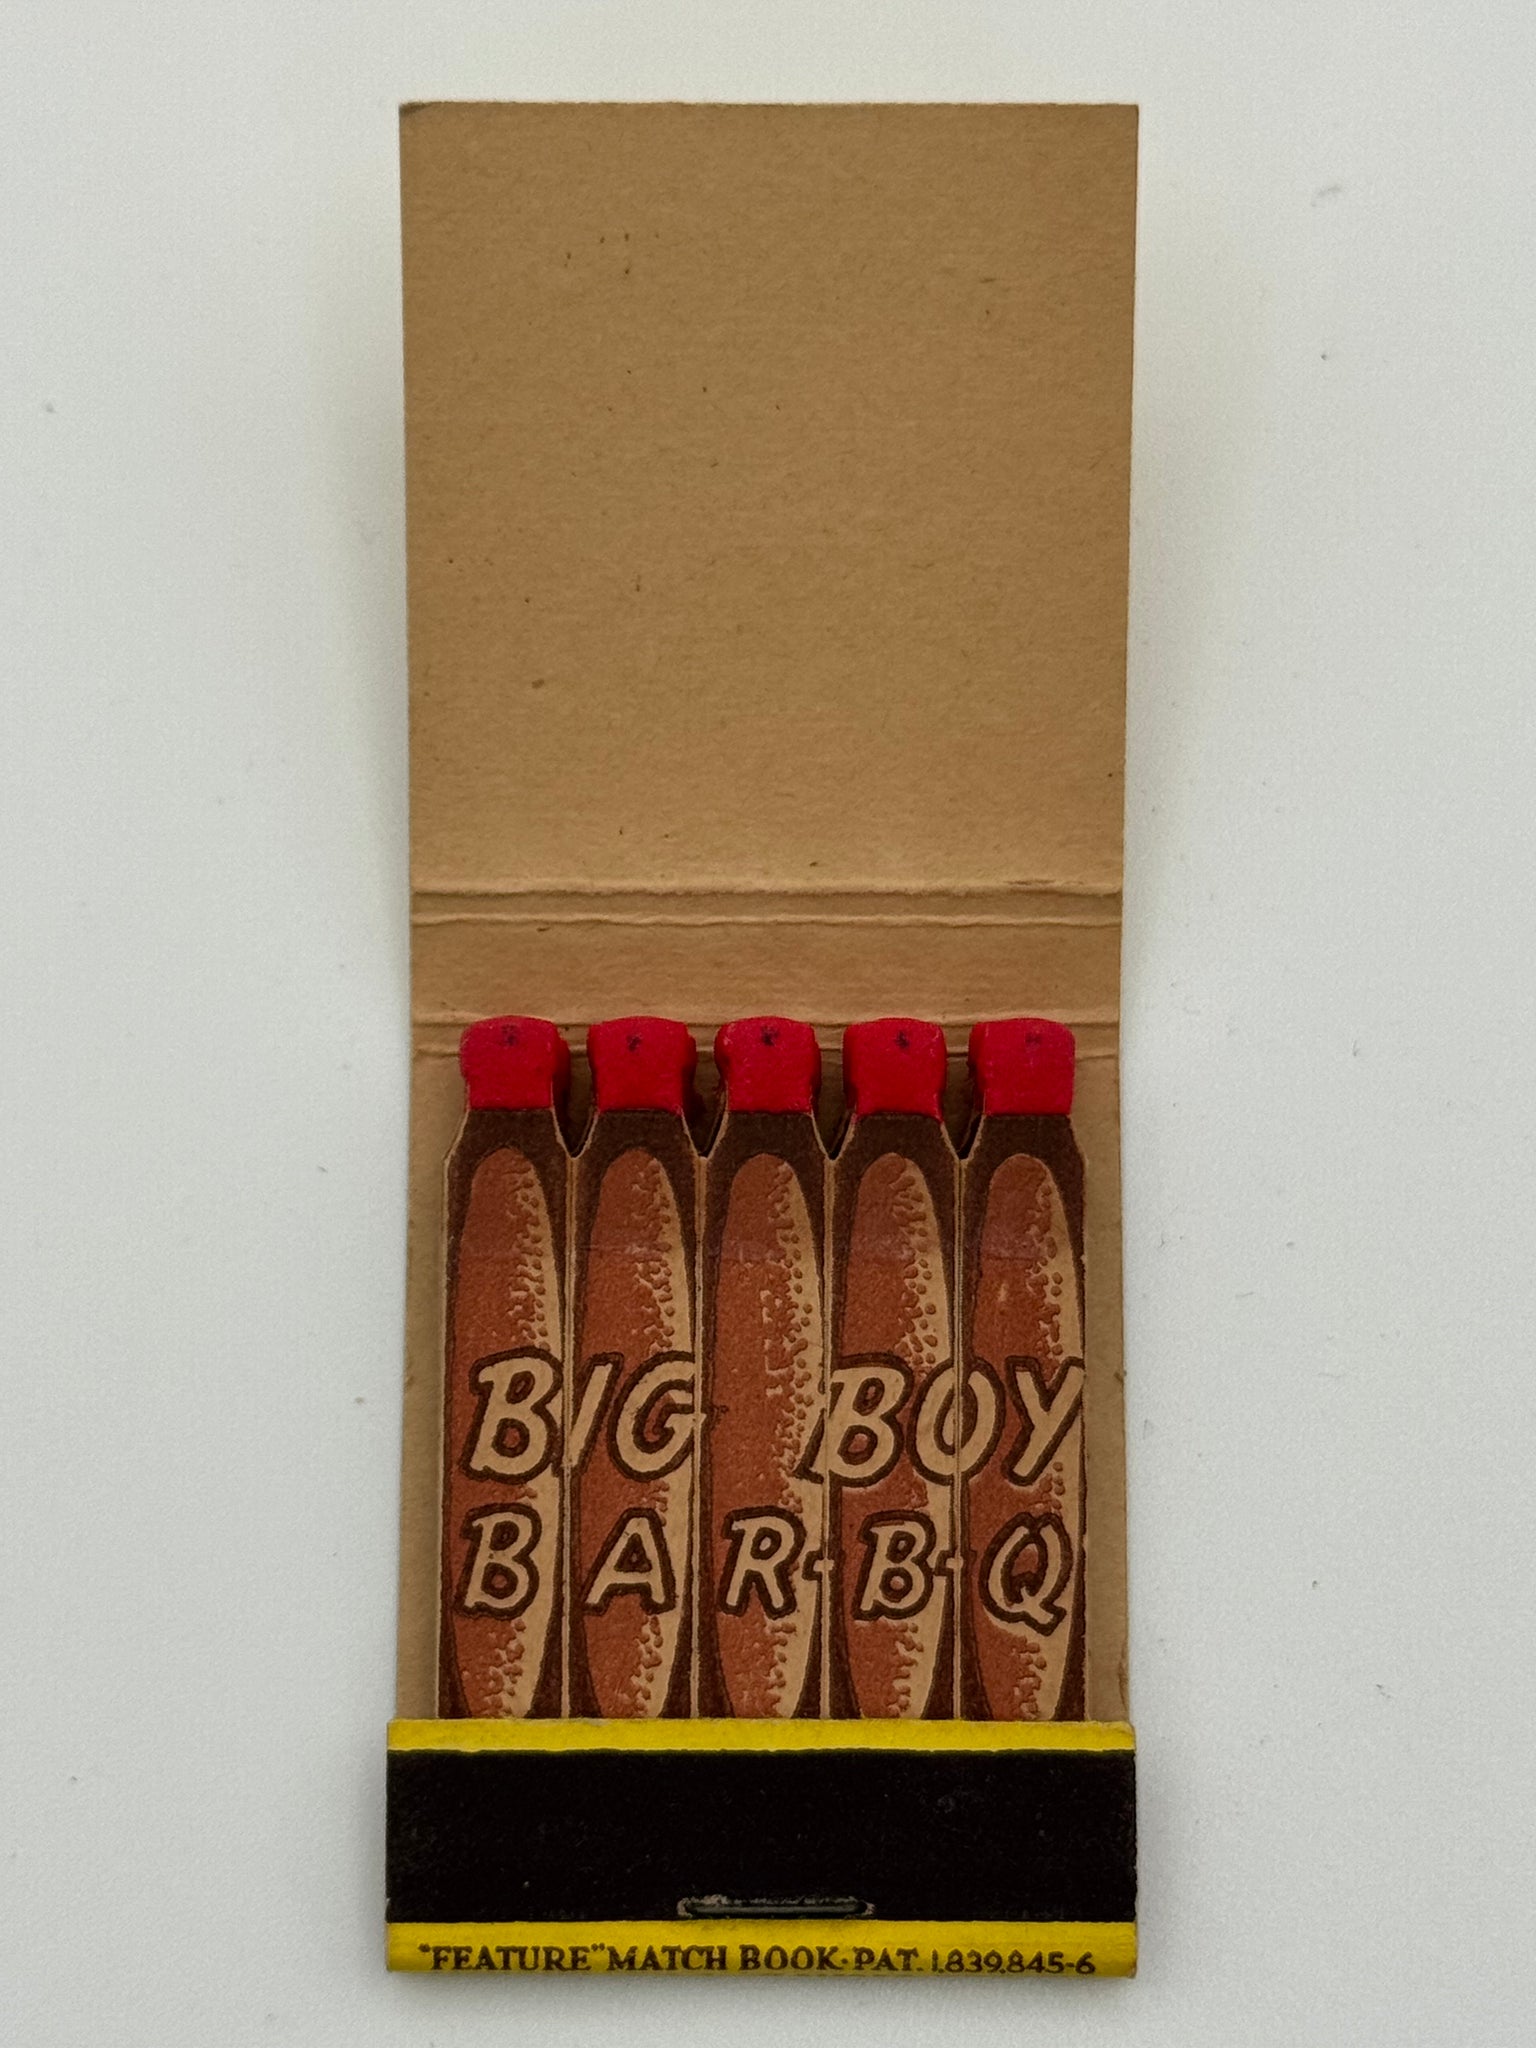 BIG BOY
BAR-B-Q
"FEATURE" MATCH BOOK·PAT. 1,839,845-6